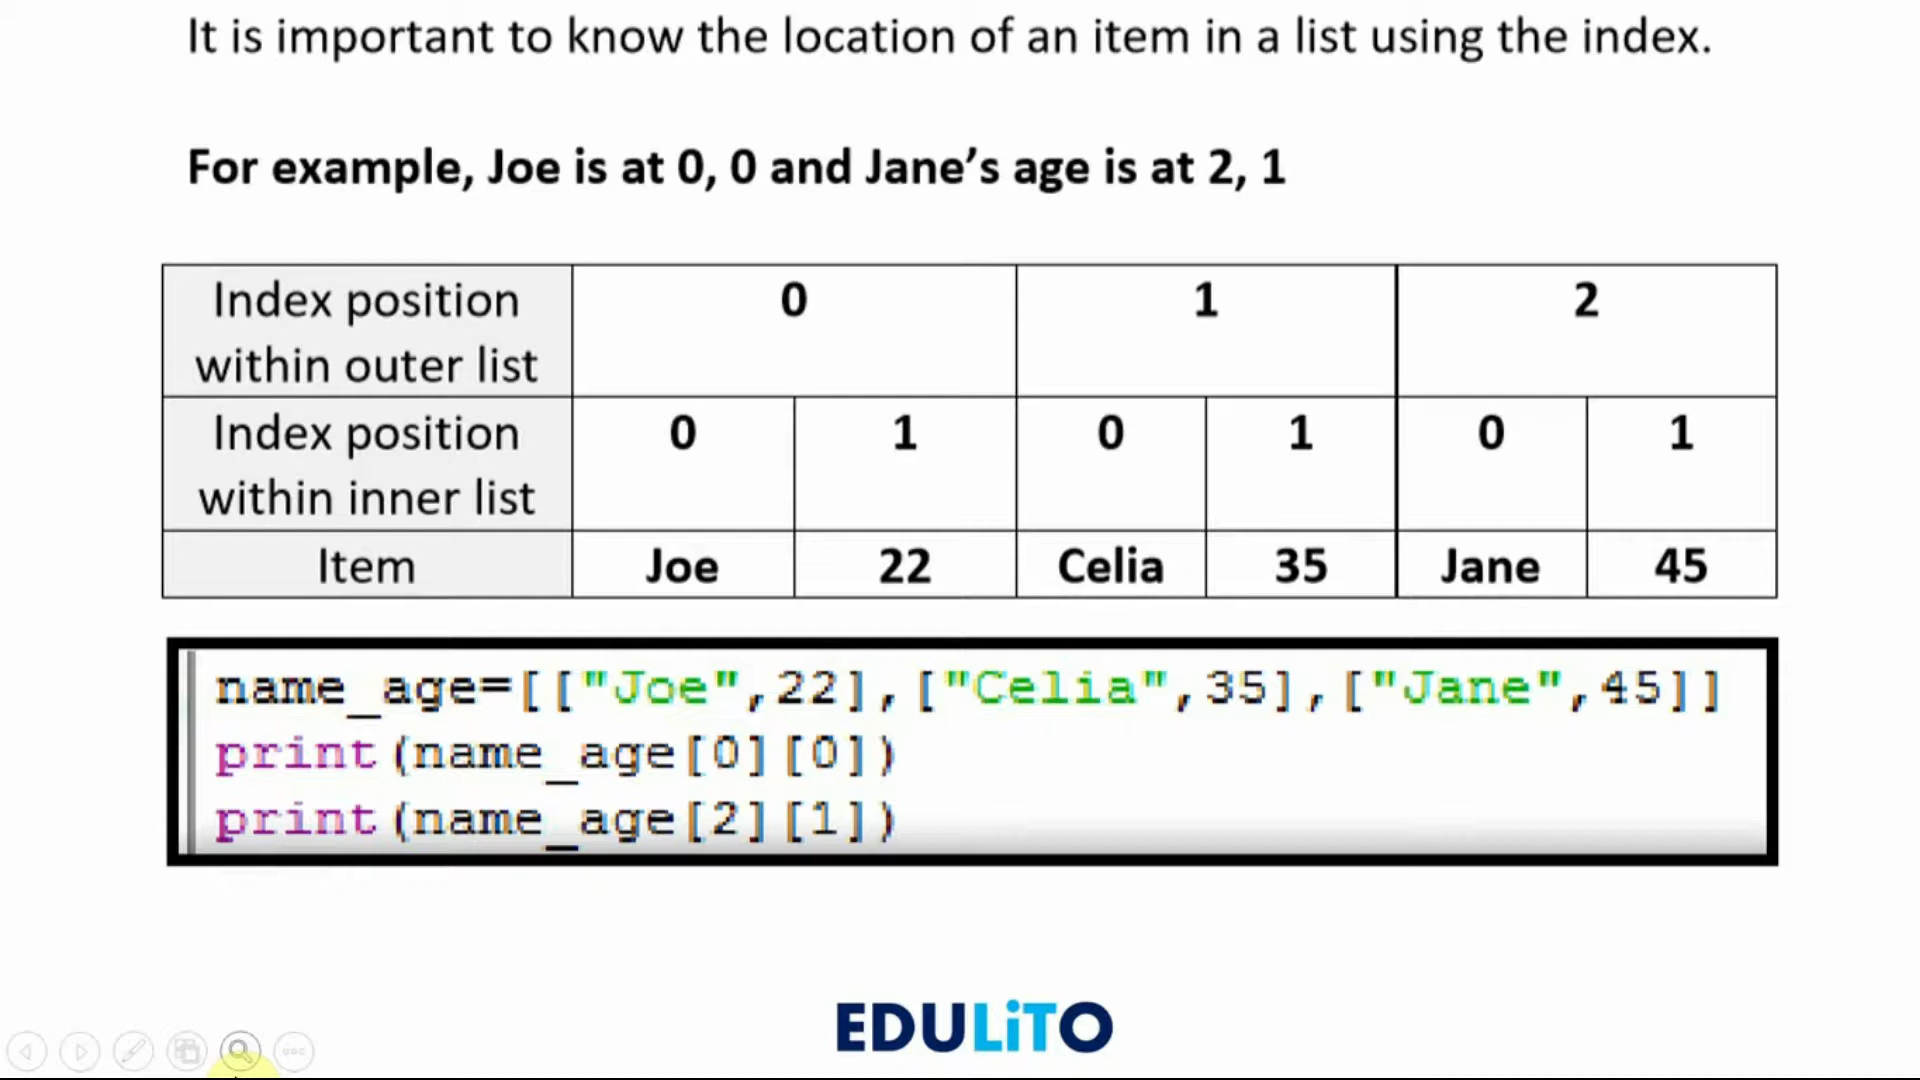 It is important to know the location of an item in a list using the index.
For example, Joe is at 0, 0 and Jane’s age is at 2, 1
Index position within outer list 0 1 2
Index position within inner list 0 1 0 1 0 1
Item Joe 22 Celia 35 Jane 45
name_age=[["Joe",22],["Celia",35],["Jane",45]]
print(name_age[0][0])
print(name_age[2][1])
EDULiTO